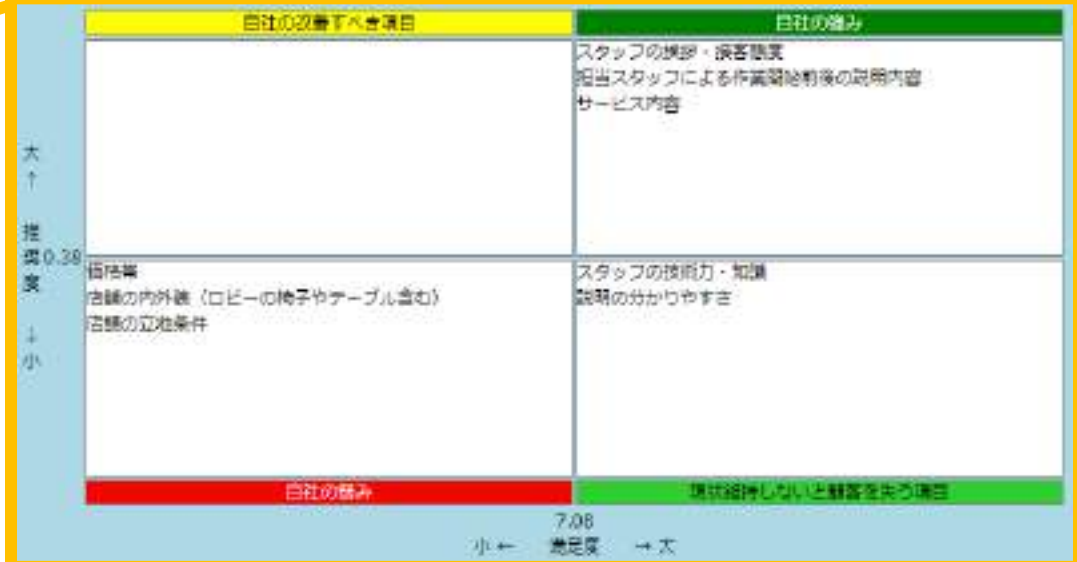 自社の改善すべき項目
自社の強み
スタッフの挨拶・接客態度
担当スタッフによる作業開始前後の説明内容
サービス内容
大
↑
推奨度
0.38
↓
小
価格帯
店舗の内外装（ロビーの椅子やテーブル含む）
店舗の立地条件
スタッフの技術力・知識
説明の分かりやすさ
自社の弱み
現状維持しないと顧客を失う項目
7.08
小 ← 満足度 → 大